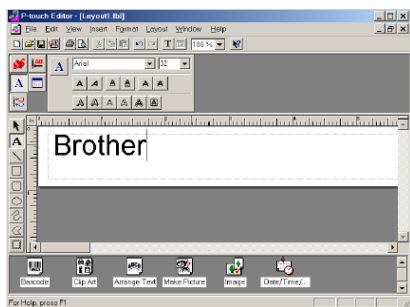 P-touch Editor - [Layout1.lbl]
File Edit View Insert Format Layout Window Help
100 %
A Arial 32
A A A A A A
A A A A A A
Brother
Barcode Clip Art Arrange Text Make Picture Image Date/Time/...
For Help, press F1